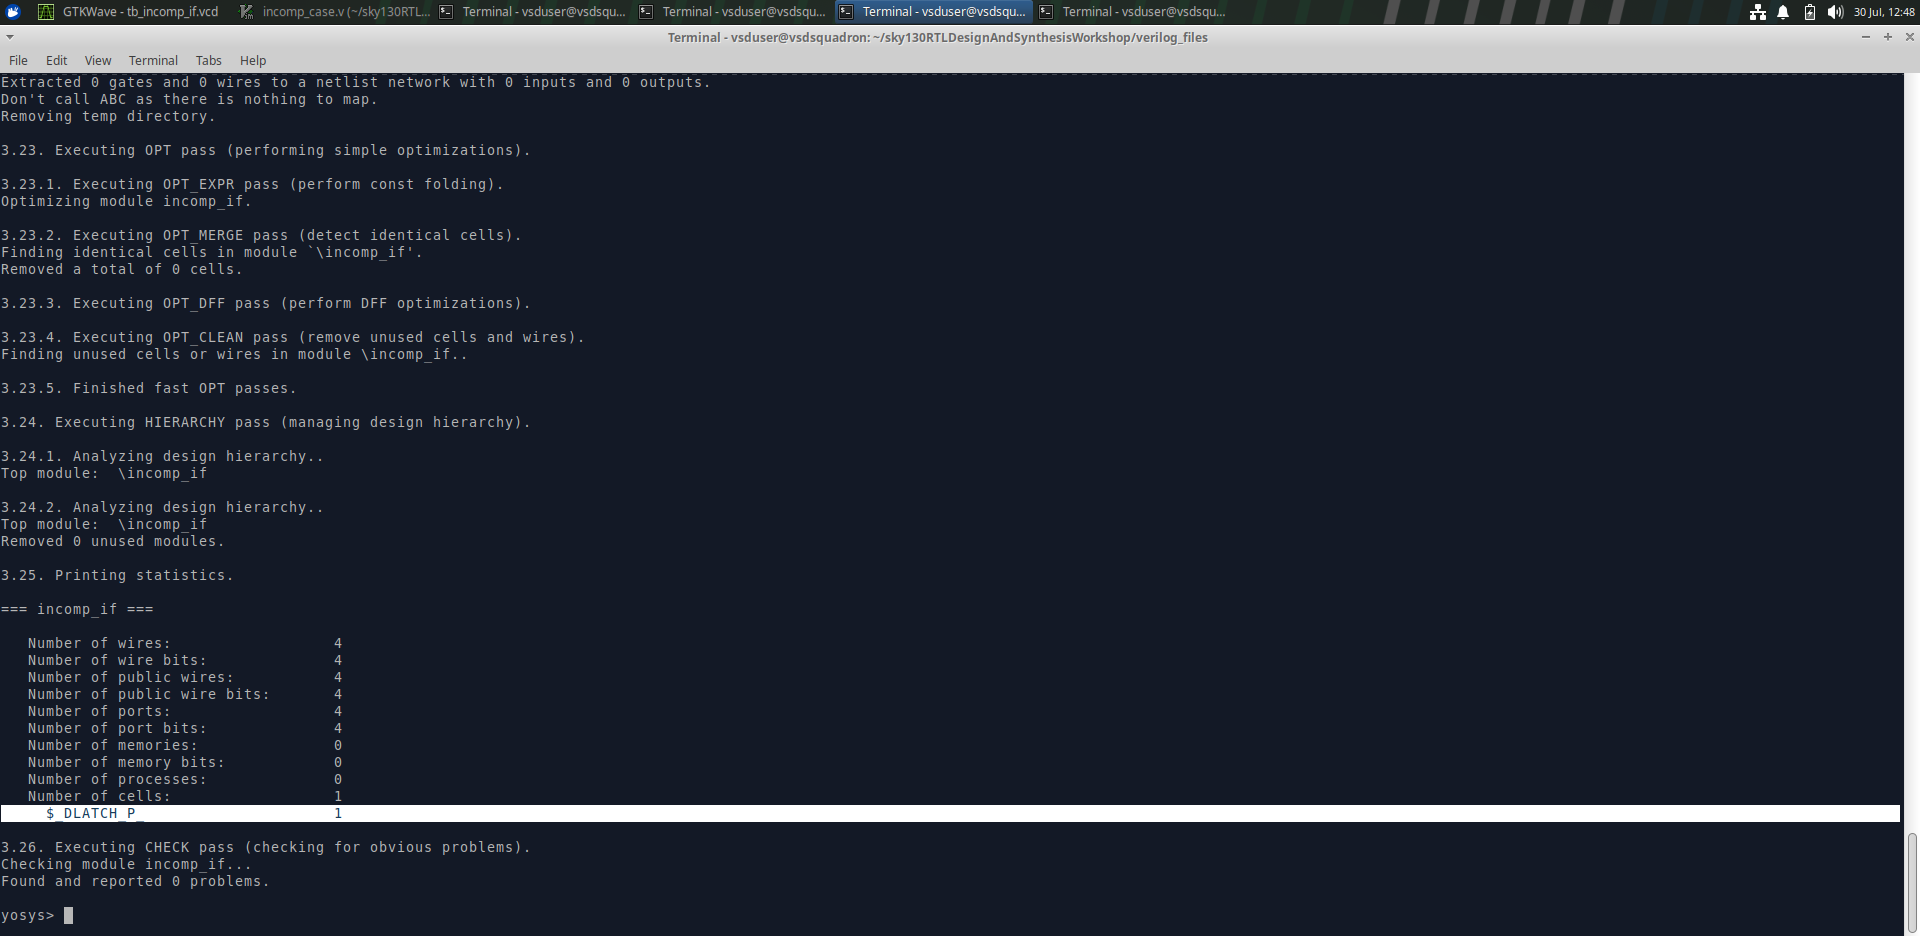 GTKWave - tb_incomp_if.vcd
incomp_case.v (~/sky130RTL...
Terminal - vsduser@vsdsqu...
Terminal - vsduser@vsdsqu...
Terminal - vsduser@vsdsqu...
Terminal - vsduser@vsdsqu...
30 Jul, 12:48
Terminal - vsduser@vsdsquadron: ~/sky130RTLDesignAndSynthesisWorkshop/verilog_files
File Edit View Terminal Tabs Help
Extracted 0 gates and 0 wires to a netlist network with 0 inputs and 0 outputs.
Don't call ABC as there is nothing to map.
Removing temp directory.
3.23. Executing OPT pass (performing simple optimizations).
3.23.1. Executing OPT_EXPR pass (perform const folding).
Optimizing module incomp_if.
3.23.2. Executing OPT_MERGE pass (detect identical cells).
Finding identical cells in module `\incomp_if'.
Removed a total of 0 cells.
3.23.3. Executing OPT_DFF pass (perform DFF optimizations).
3.23.4. Executing OPT_CLEAN pass (remove unused cells and wires).
Finding unused cells or wires in module \incomp_if..
3.23.5. Finished fast OPT passes.
3.24. Executing HIERARCHY pass (managing design hierarchy).
3.24.1. Analyzing design hierarchy..
Top module:  \incomp_if
3.24.2. Analyzing design hierarchy..
Top module:  \incomp_if
Removed 0 unused modules.
3.25. Printing statistics.
=== incomp_if ===
Number of wires: 4
Number of wire bits: 4
Number of public wires: 4
Number of public wire bits: 4
Number of ports: 4
Number of port bits: 4
Number of memories: 0
Number of memory bits: 0
Number of processes: 0
Number of cells: 1
$_DLATCH_P_ 1
3.26. Executing CHECK pass (checking for obvious problems).
Checking module incomp_if...
Found and reported 0 problems.
yosys>